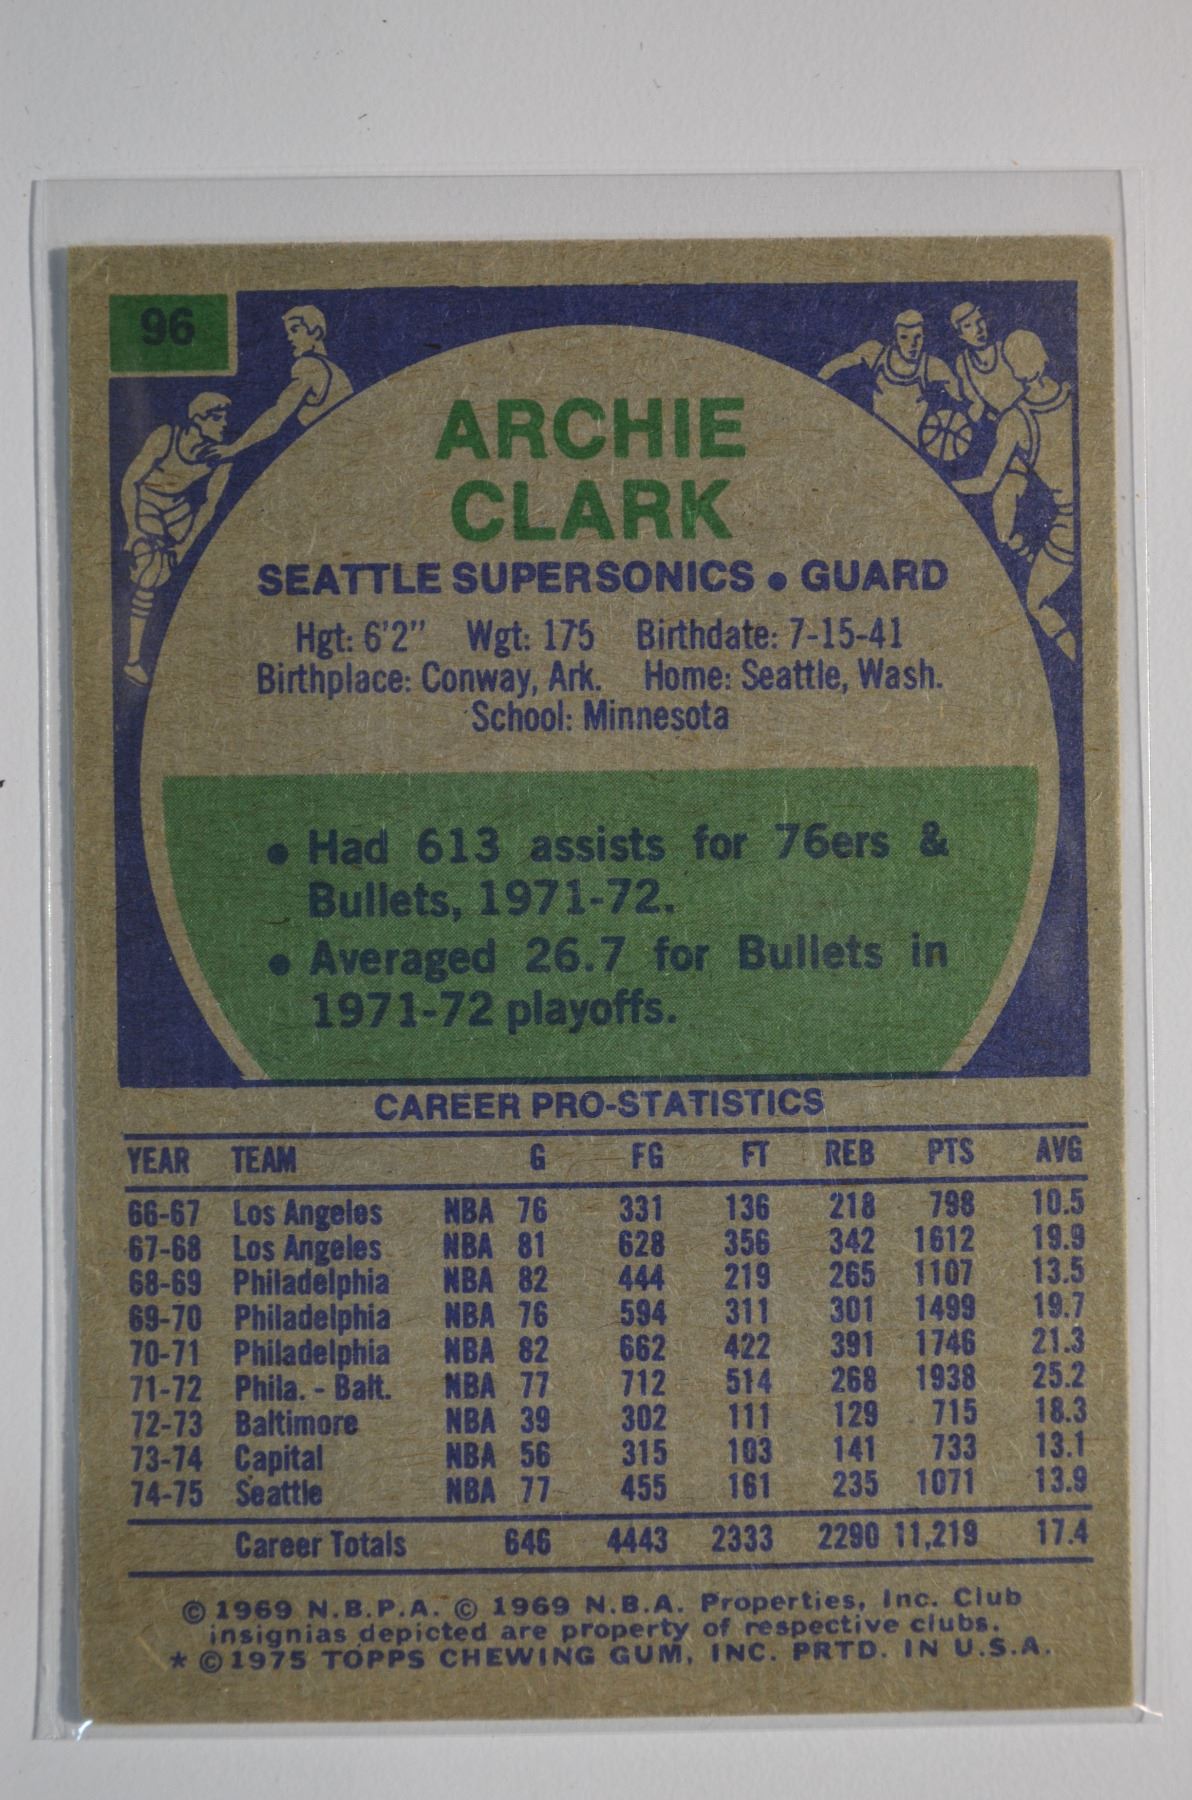 96
ARCHIE
CLARK
SEATTLE SUPERSONICS • GUARD
Hgt: 6'2" Wgt: 175 Birthdate: 7-15-41
Birthplace: Conway, Ark. Home: Seattle, Wash.
School: Minnesota
• Had 613 assists for 76ers &
Bullets, 1971-72.
• Averaged 26.7 for Bullets in
1971-72 playoffs.
CAREER PRO-STATISTICS
YEAR TEAM G FG FT REB PTS AVG
66-67 Los Angeles NBA 76 331 136 218 798 10.5
67-68 Los Angeles NBA 81 628 356 342 1612 19.9
68-69 Philadelphia NBA 82 444 219 265 1107 13.5
69-70 Philadelphia NBA 76 594 311 301 1499 19.7
70-71 Philadelphia NBA 82 662 422 391 1746 21.3
71-72 Phila. - Balt. NBA 77 712 514 268 1938 25.2
72-73 Baltimore NBA 39 302 111 129 715 18.3
73-74 Capital NBA 56 315 103 141 733 13.1
74-75 Seattle NBA 77 455 161 235 1071 13.9
Career Totals 646 4443 2333 2290 11,219 17.4
© 1969 N.B.P.A. © 1969 N.B.A. Properties, Inc. Club
insignias depicted are property of respective clubs.
* © 1975 TOPPS CHEWING GUM, INC. PRTD. IN U.S.A.